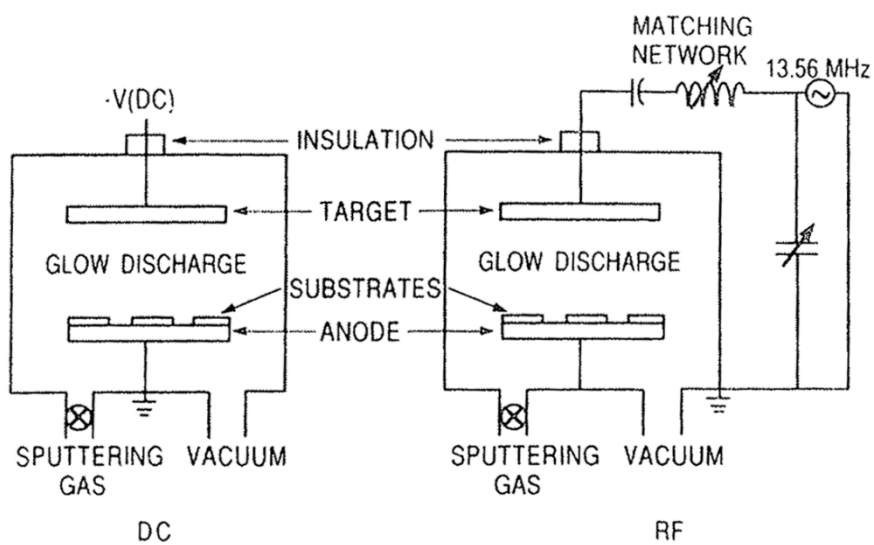 MATCHING
NETWORK
13.56 MHz
-V(DC)
INSULATION
TARGET
GLOW DISCHARGE
GLOW DISCHARGE
SUBSTRATES
ANODE
SPUTTERING
GAS
VACUUM
SPUTTERING
GAS
VACUUM
DC
RF